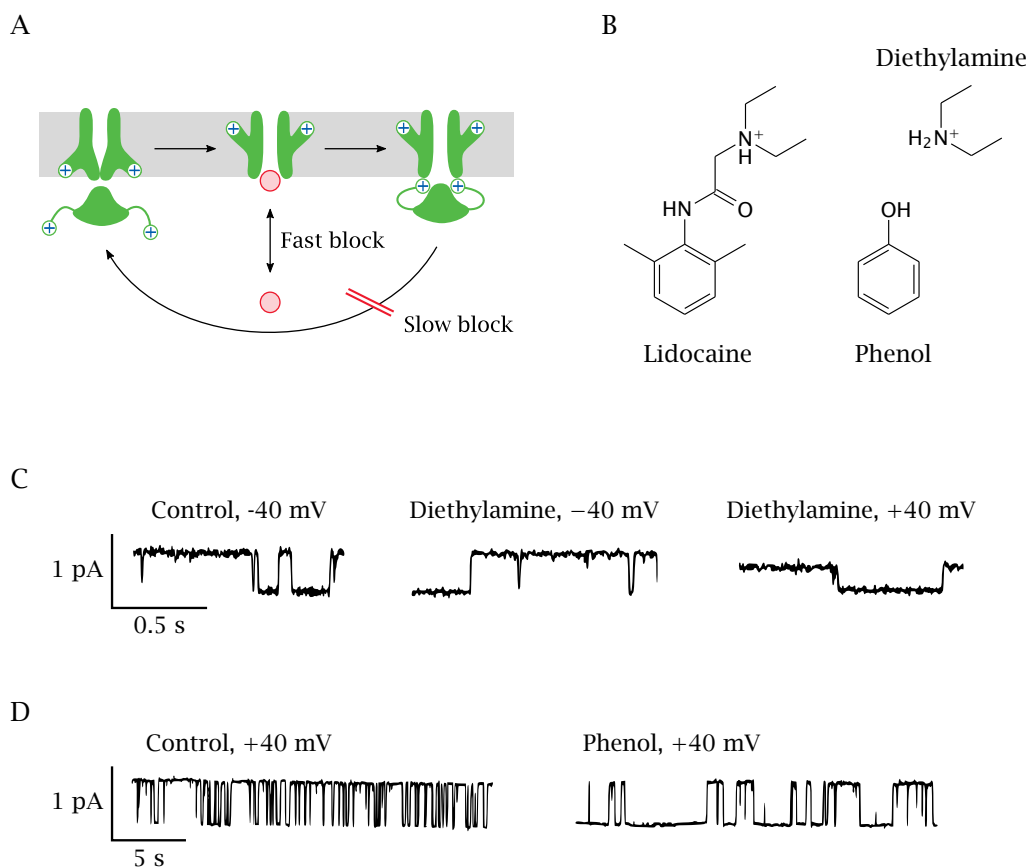 A
+ + + +
+ + + +
Fast block
Slow block
B
Diethylamine
N
H
+
H2N+
O
HN
OH
Lidocaine
Phenol
C
Control, -40 mV
Diethylamine, −40 mV
Diethylamine, +40 mV
1 pA
0.5 s
D
Control, +40 mV
Phenol, +40 mV
1 pA
5 s